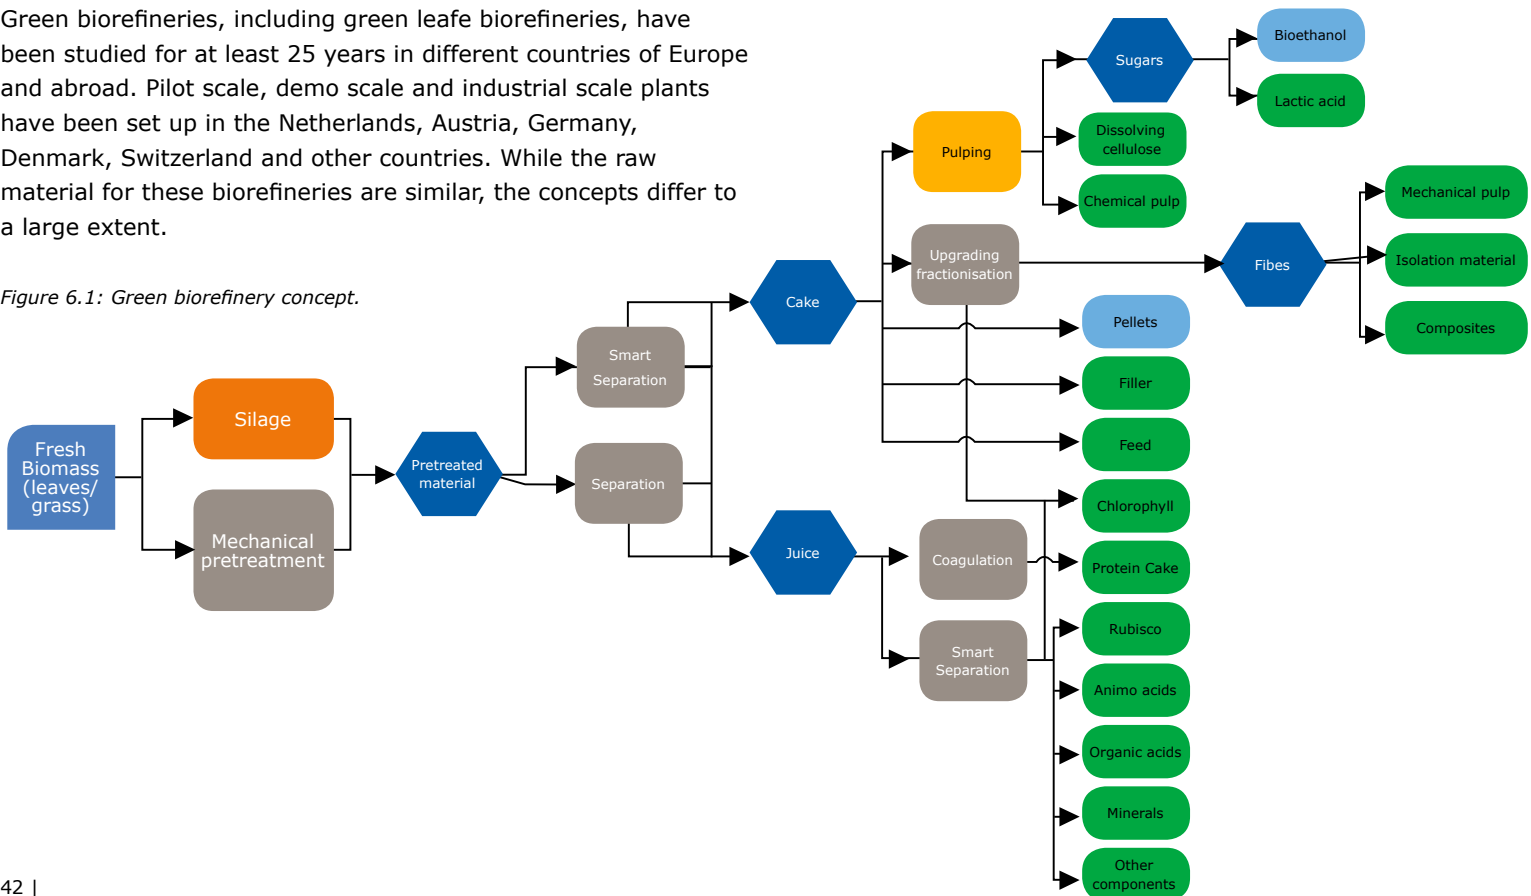 Green biorefineries, including green leafe biorefineries, have
been studied for at least 25 years in different countries of Europe
and abroad. Pilot scale, demo scale and industrial scale plants
have been set up in the Netherlands, Austria, Germany,
Denmark, Switzerland and other countries. While the raw
material for these biorefineries are similar, the concepts differ to
a large extent.
Figure 6.1: Green biorefinery concept.
Fresh
Biomass
(leaves/
grass)
Silage
Mechanical
pretreatment
Pretreated
material
Smart
Separation
Separation
Cake
Juice
Pulping
Upgrading
fractionisation
Coagulation
Smart
Separation
Sugars
Dissolving
cellulose
Chemical pulp
Pellets
Filler
Feed
Chlorophyll
Protein Cake
Rubisco
Animo acids
Organic acids
Minerals
Other
components
Bioethanol
Lactic acid
Fibes
Mechanical pulp
Isolation material
Composites
42 |